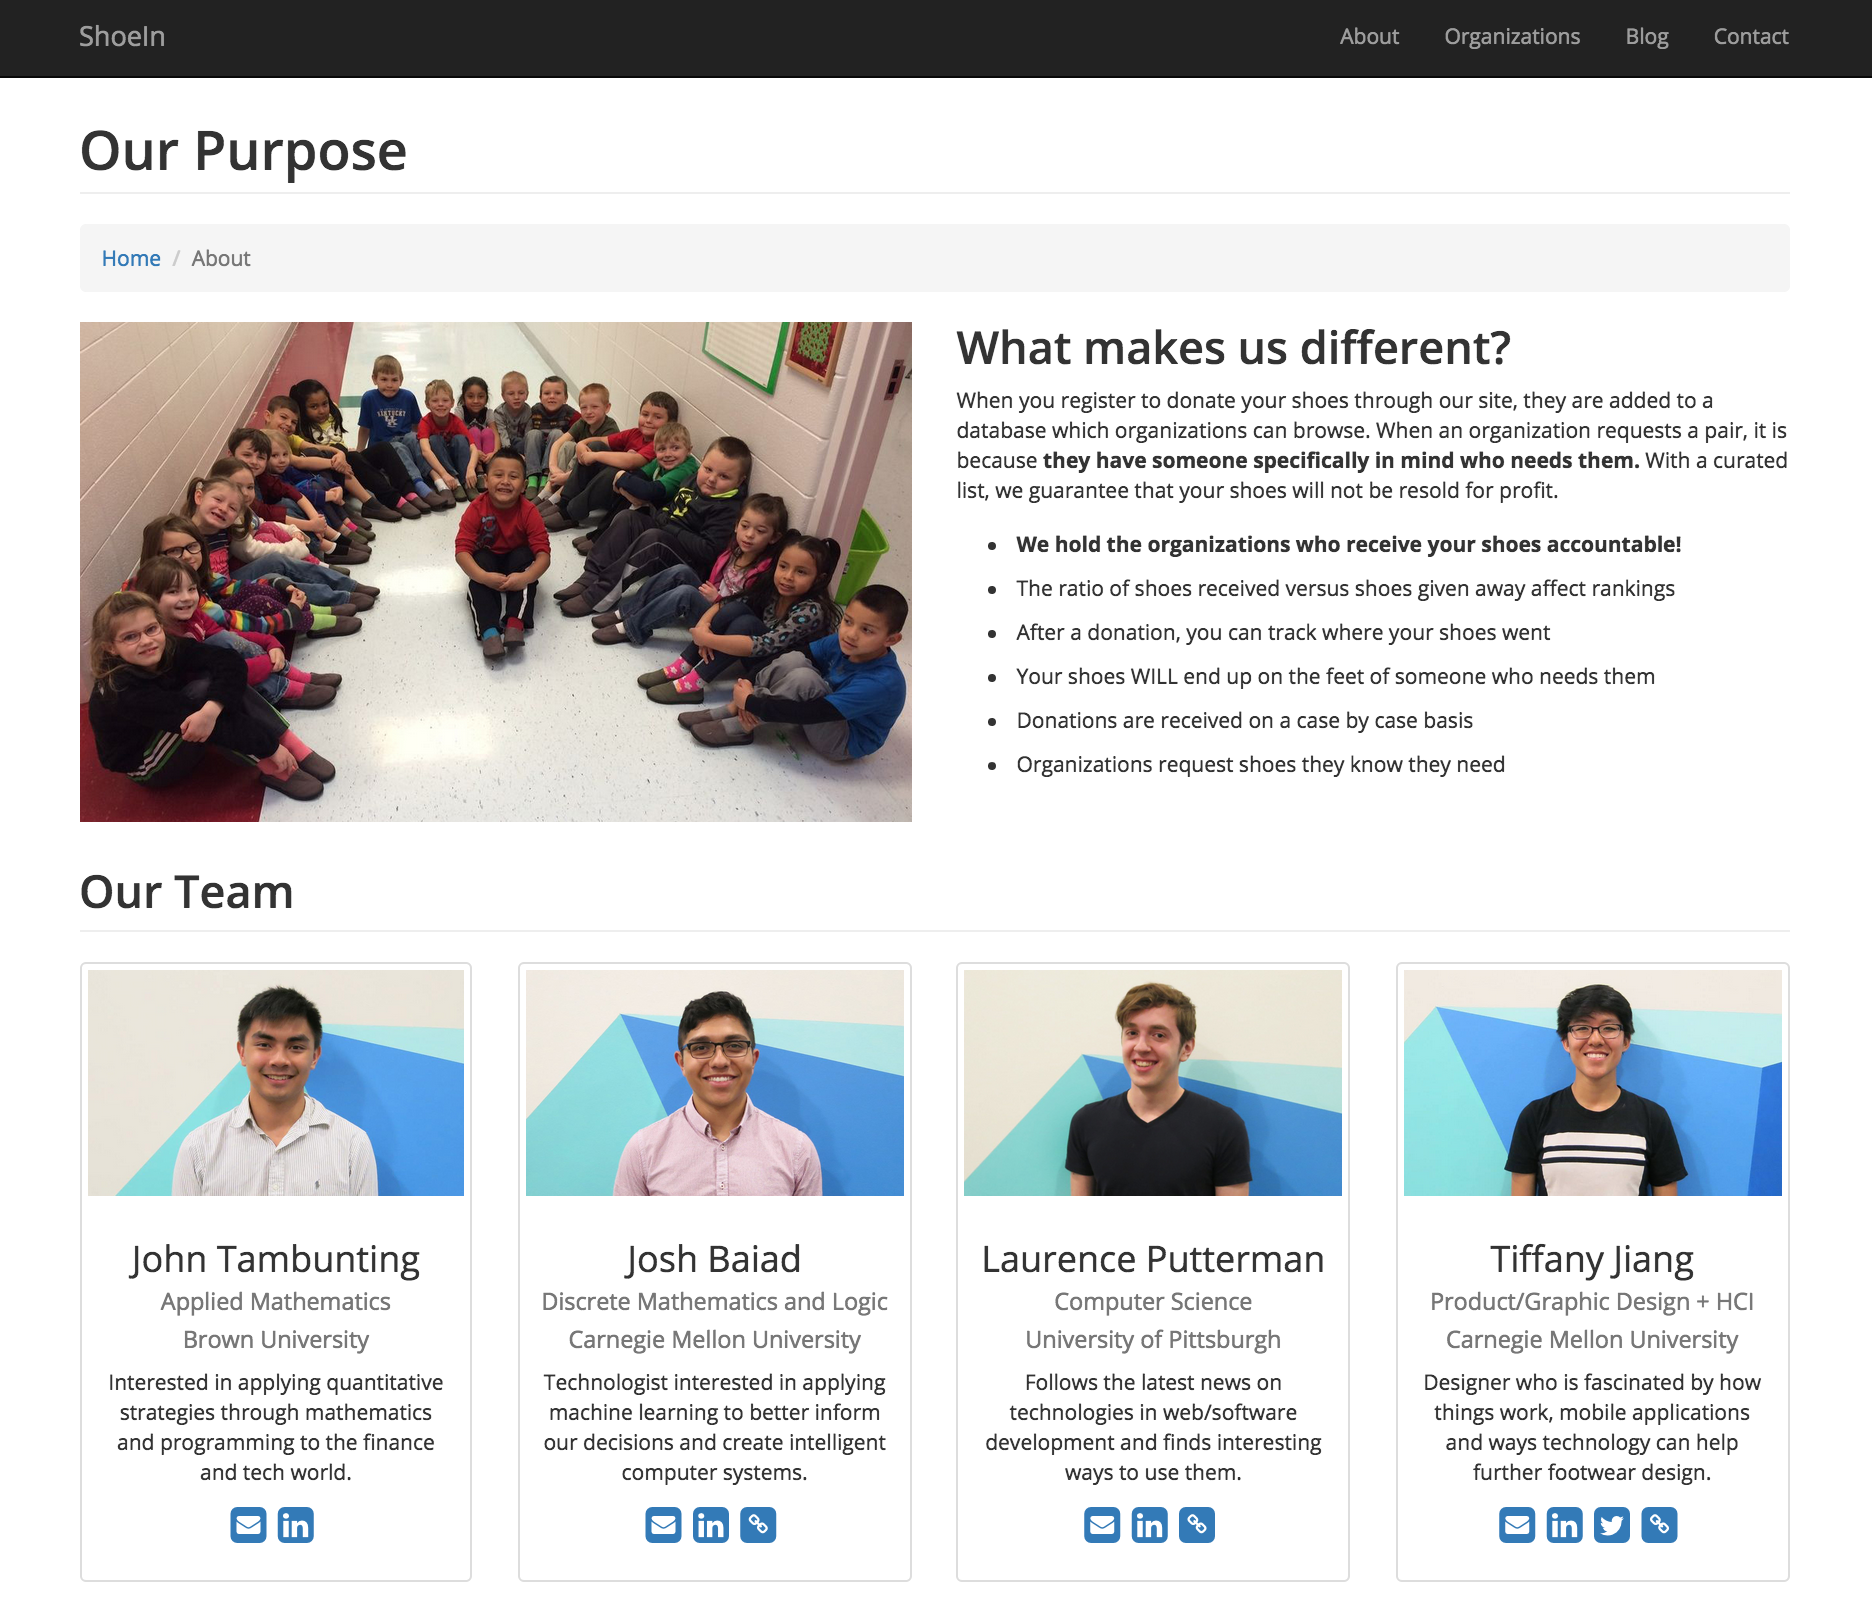 ShoeIn
About Organizations Blog Contact
Our Purpose
Home / About
What makes us different?
When you register to donate your shoes through our site, they are added to a
database which organizations can browse. When an organization requests a pair, it is
because they have someone specifically in mind who needs them. With a curated
list, we guarantee that your shoes will not be resold for profit.
• We hold the organizations who receive your shoes accountable!
• The ratio of shoes received versus shoes given away affect rankings
• After a donation, you can track where your shoes went
• Your shoes WILL end up on the feet of someone who needs them
• Donations are received on a case by case basis
• Organizations request shoes they know they need
KENTUCKY
Our Team
John Tambunting
Applied Mathematics
Brown University
Interested in applying quantitative
strategies through mathematics
and programming to the finance
and tech world.
in
Josh Baiad
Discrete Mathematics and Logic
Carnegie Mellon University
Technologist interested in applying
machine learning to better inform
our decisions and create intelligent
computer systems.
in
Laurence Putterman
Computer Science
University of Pittsburgh
Follows the latest news on
technologies in web/software
development and finds interesting
ways to use them.
in
Tiffany Jiang
Product/Graphic Design + HCI
Carnegie Mellon University
Designer who is fascinated by how
things work, mobile applications
and ways technology can help
further footwear design.
in